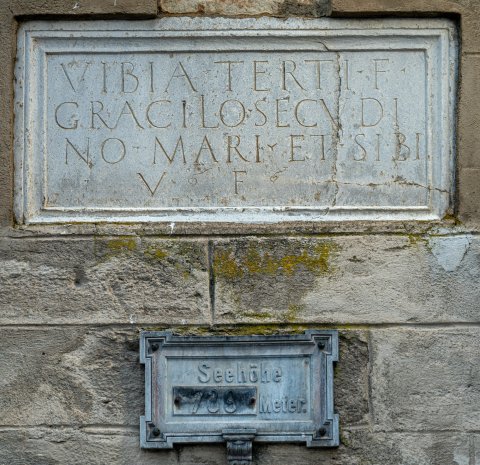 VIBIA·TERTI·F·
GRACILO·SECVNDI
NO·MARI·ET·SIBI
V·F·
Seehöhe
Meter.